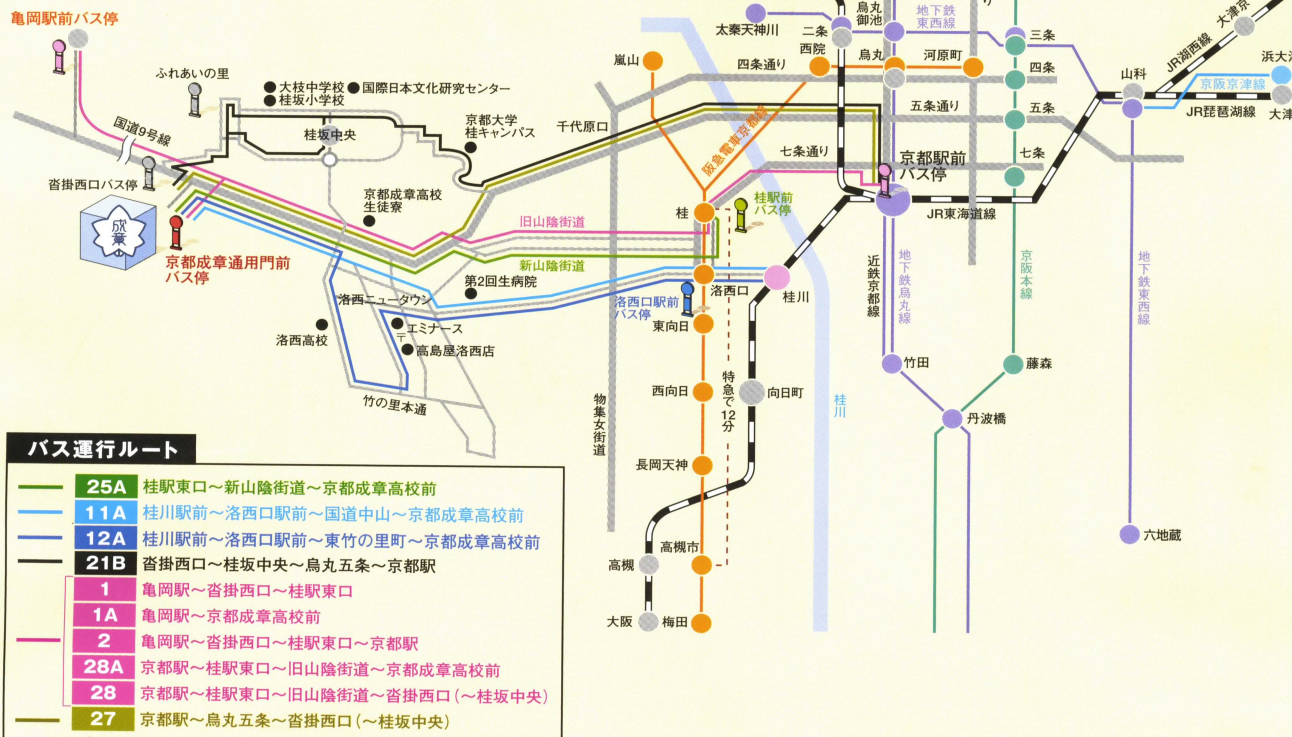 亀岡駅前バス停
ふれあいの里
大枝中学校
国際日本文化研究センター
桂坂小学校
桂坂中央
京都大学
桂キャンパス
国道9号線
沓掛西口バス停
成章
京都成章通用門前
バス停
京都成章高校
生徒寮
千代原口
嵐山
太秦天神川
二条
西院
烏丸
御池
烏丸
河原町
地下鉄
東西線
り
三条
四条
五条
七条
四条通り
五条通り
七条通り
阪急電車京都線
京都駅前
バス停
山科
大津京
JR湖西線
浜大津
京阪京津線
JR琵琶湖線
大津
JR東海道線
旧山陰街道
新山陰街道
桂
桂駅前
バス停
第2回生病院
洛西口
洛西口駅前
バス停
桂川
洛西ニュータウン
エミナース
〒
高島屋洛西店
洛西高校
竹の里本通
東向日
西向日
向日町
長岡天神
特急で12分
物集女街道
桂川
近鉄京都線
地下鉄烏丸線
京阪本線
地下鉄東西線
竹田
藤森
丹波橋
六地蔵
高槻市
高槻
大阪
梅田
バス運行ルート
25A 桂駅東口～新山陰街道～京都成章高校前
11A 桂川駅前～洛西口駅前～国道中山～京都成章高校前
12A 桂川駅前～洛西口駅前～東竹の里町～京都成章高校前
21B 沓掛西口～桂坂中央～烏丸五条～京都駅
1 亀岡駅～沓掛西口～桂駅東口
1A 亀岡駅～京都成章高校前
2 亀岡駅～沓掛西口～桂駅東口～京都駅
28A 京都駅～桂駅東口～旧山陰街道～京都成章高校前
28 京都駅～桂駅東口～旧山陰街道～沓掛西口(～桂坂中央)
27 京都駅～烏丸五条～沓掛西口(～桂坂中央)